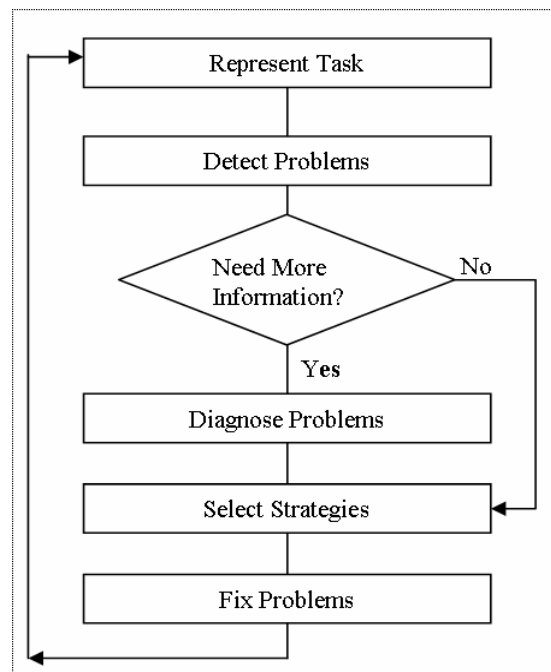 Represent Task
Detect Problems
Need More
Information?
No
Yes
Diagnose Problems
Select Strategies
Fix Problems